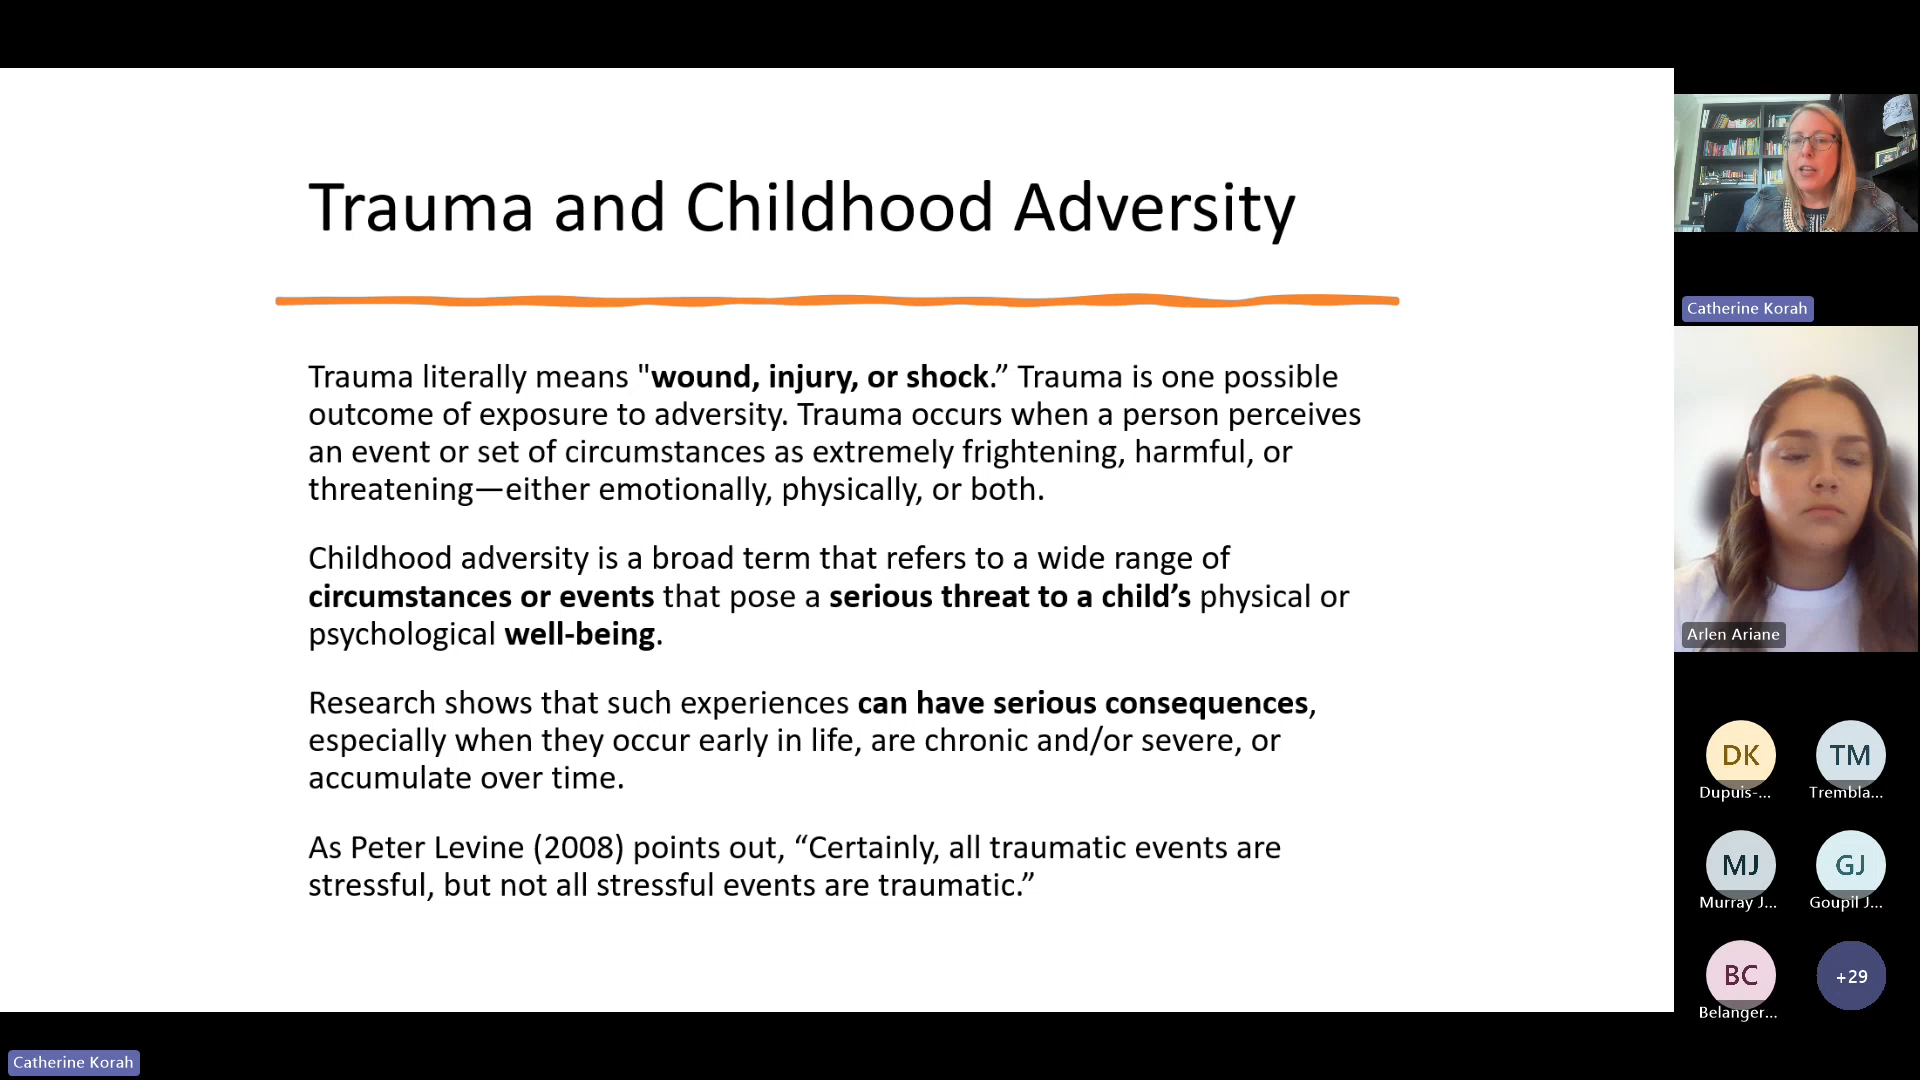 Trauma and Childhood Adversity
Trauma literally means "wound, injury, or shock.” Trauma is one possible
outcome of exposure to adversity. Trauma occurs when a person perceives
an event or set of circumstances as extremely frightening, harmful, or
threatening—either emotionally, physically, or both.
Childhood adversity is a broad term that refers to a wide range of
circumstances or events that pose a serious threat to a child’s physical or
psychological well-being.
Research shows that such experiences can have serious consequences,
especially when they occur early in life, are chronic and/or severe, or
accumulate over time.
As Peter Levine (2008) points out, “Certainly, all traumatic events are
stressful, but not all stressful events are traumatic.”
Catherine Korah
Arlen Ariane
DK
Dupuis-...
TM
Trembla...
MJ
Murray J...
GJ
Goupil J...
BC
Belanger...
+29
Catherine Korah